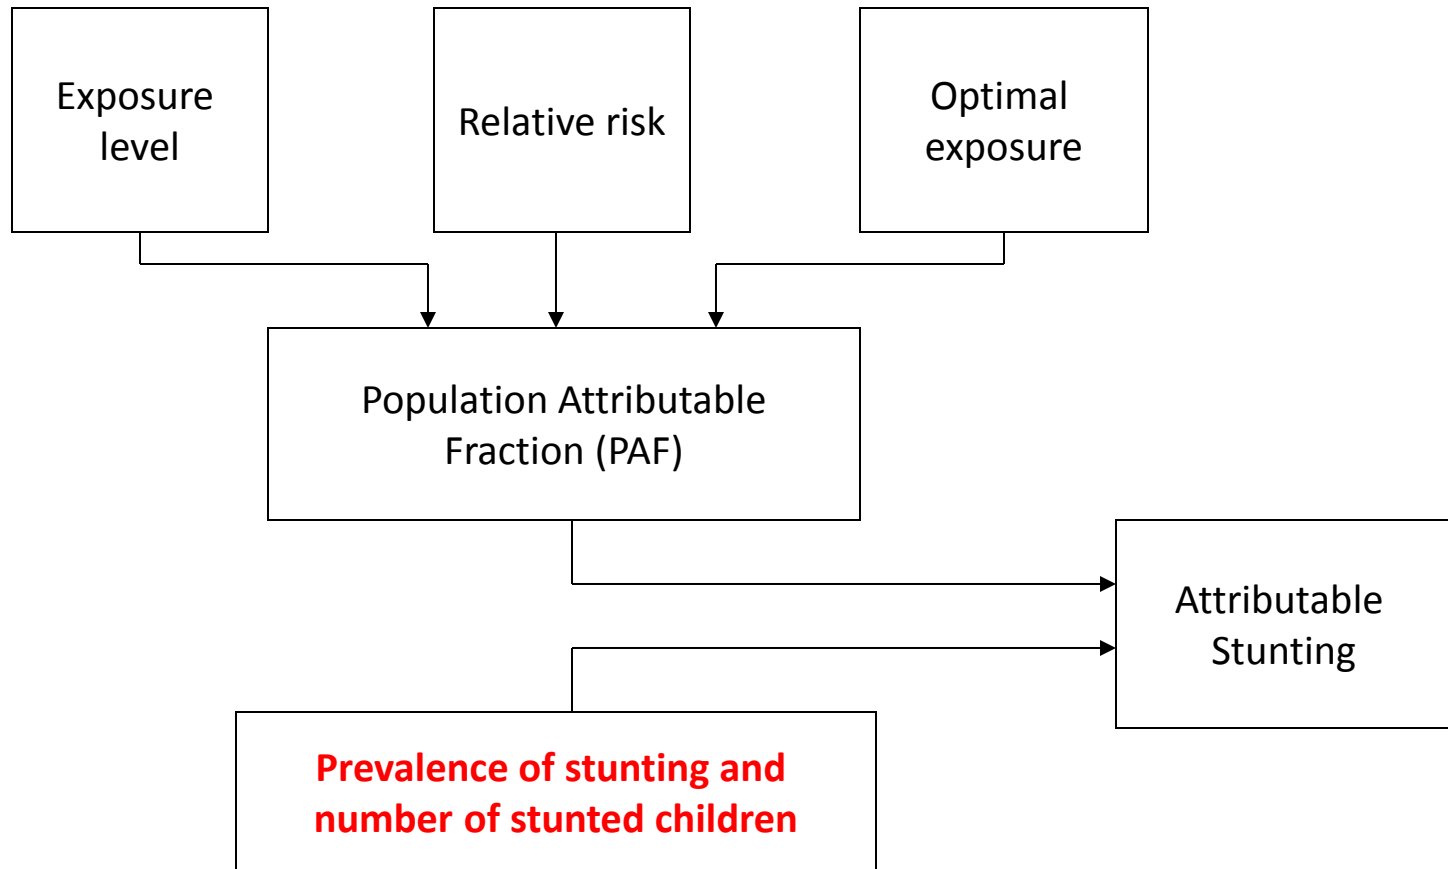 Exposure
level
Relative risk
Optimal
exposure
Population Attributable
Fraction (PAF)
Attributable
Stunting
Prevalence of stunting and
number of stunted children